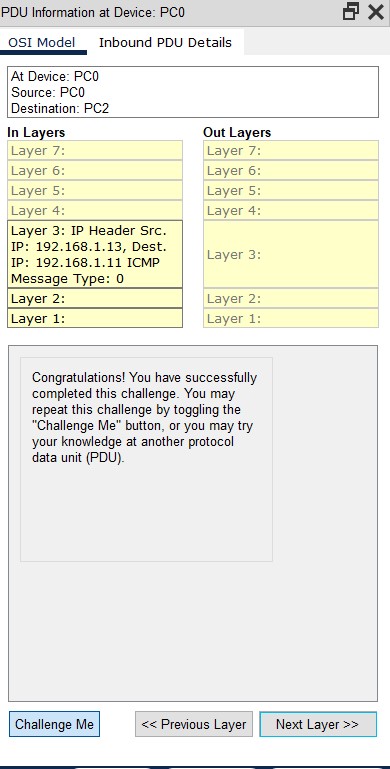 PDU Information at Device: PC0
OSI Model Inbound PDU Details
At Device: PC0
Source: PC0
Destination: PC2
In Layers Out Layers
Layer 7: Layer 7:
Layer 6: Layer 6:
Layer 5: Layer 5:
Layer 4: Layer 4:
Layer 3: IP Header Src.
IP: 192.168.1.13, Dest.
IP: 192.168.1.11 ICMP
Message Type: 0
Layer 3:
Layer 2: Layer 2:
Layer 1: Layer 1:
Congratulations! You have successfully
completed this challenge. You may
repeat this challenge by toggling the
"Challenge Me" button, or you may try
your knowledge at another protocol
data unit (PDU).
Challenge Me << Previous Layer Next Layer >>